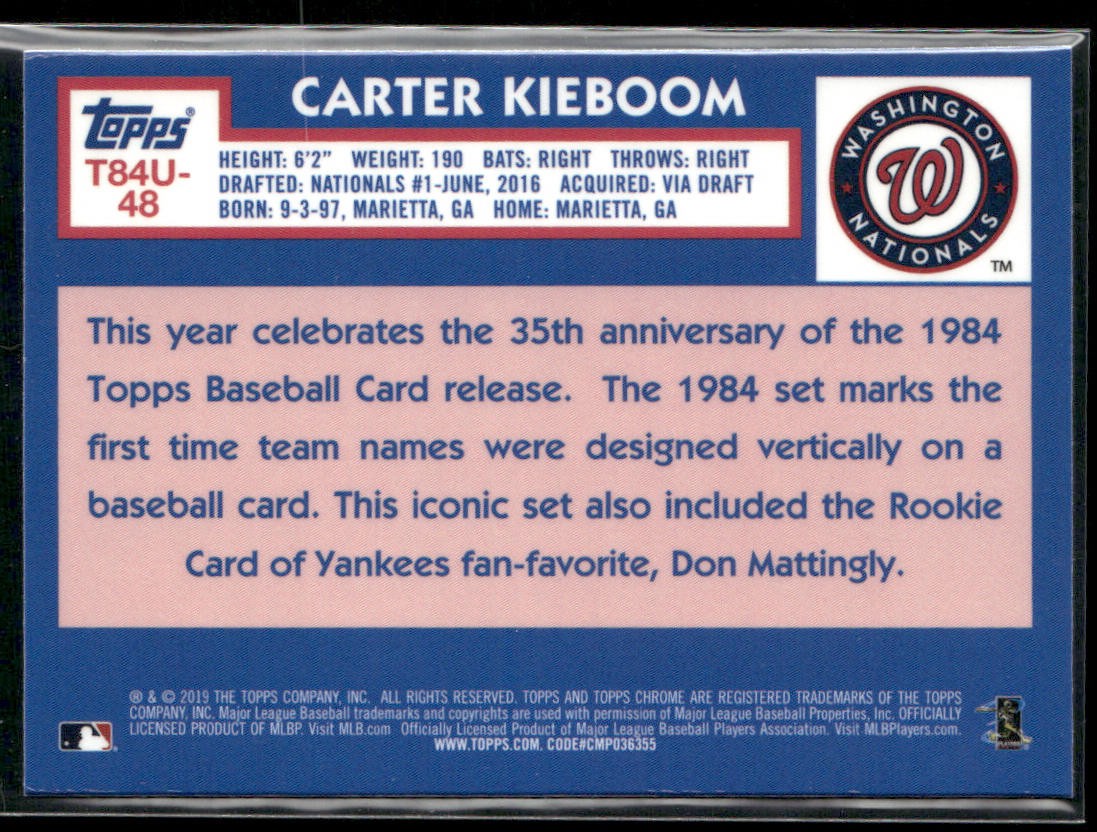 CARTER KIEBOOM
topps®
T84U-
48
HEIGHT: 6'2" WEIGHT: 190 BATS: RIGHT THROWS: RIGHT
DRAFTED: NATIONALS #1-JUNE, 2016 ACQUIRED: VIA DRAFT
BORN: 9-3-97, MARIETTA, GA HOME: MARIETTA, GA
WASHINGTON
W
NATIONALS
TM
This year celebrates the 35th anniversary of the 1984
Topps Baseball Card release. The 1984 set marks the
first time team names were designed vertically on a
baseball card. This iconic set also included the Rookie
Card of Yankees fan-favorite, Don Mattingly.
® & © 2019 THE TOPPS COMPANY, INC. ALL RIGHTS RESERVED. TOPPS AND TOPPS CHROME ARE REGISTERED TRADEMARKS OF THE TOPPS
COMPANY, INC. Major League Baseball trademarks and copyrights are used with permission of Major League Baseball Properties, Inc. OFFICIALLY
LICENSED PRODUCT OF MLBP. Visit MLB.com Officially Licensed Product of Major League Baseball Players Association. Visit MLBPlayers.com.
WWW.TOPPS.COM. CODE#CMP036355